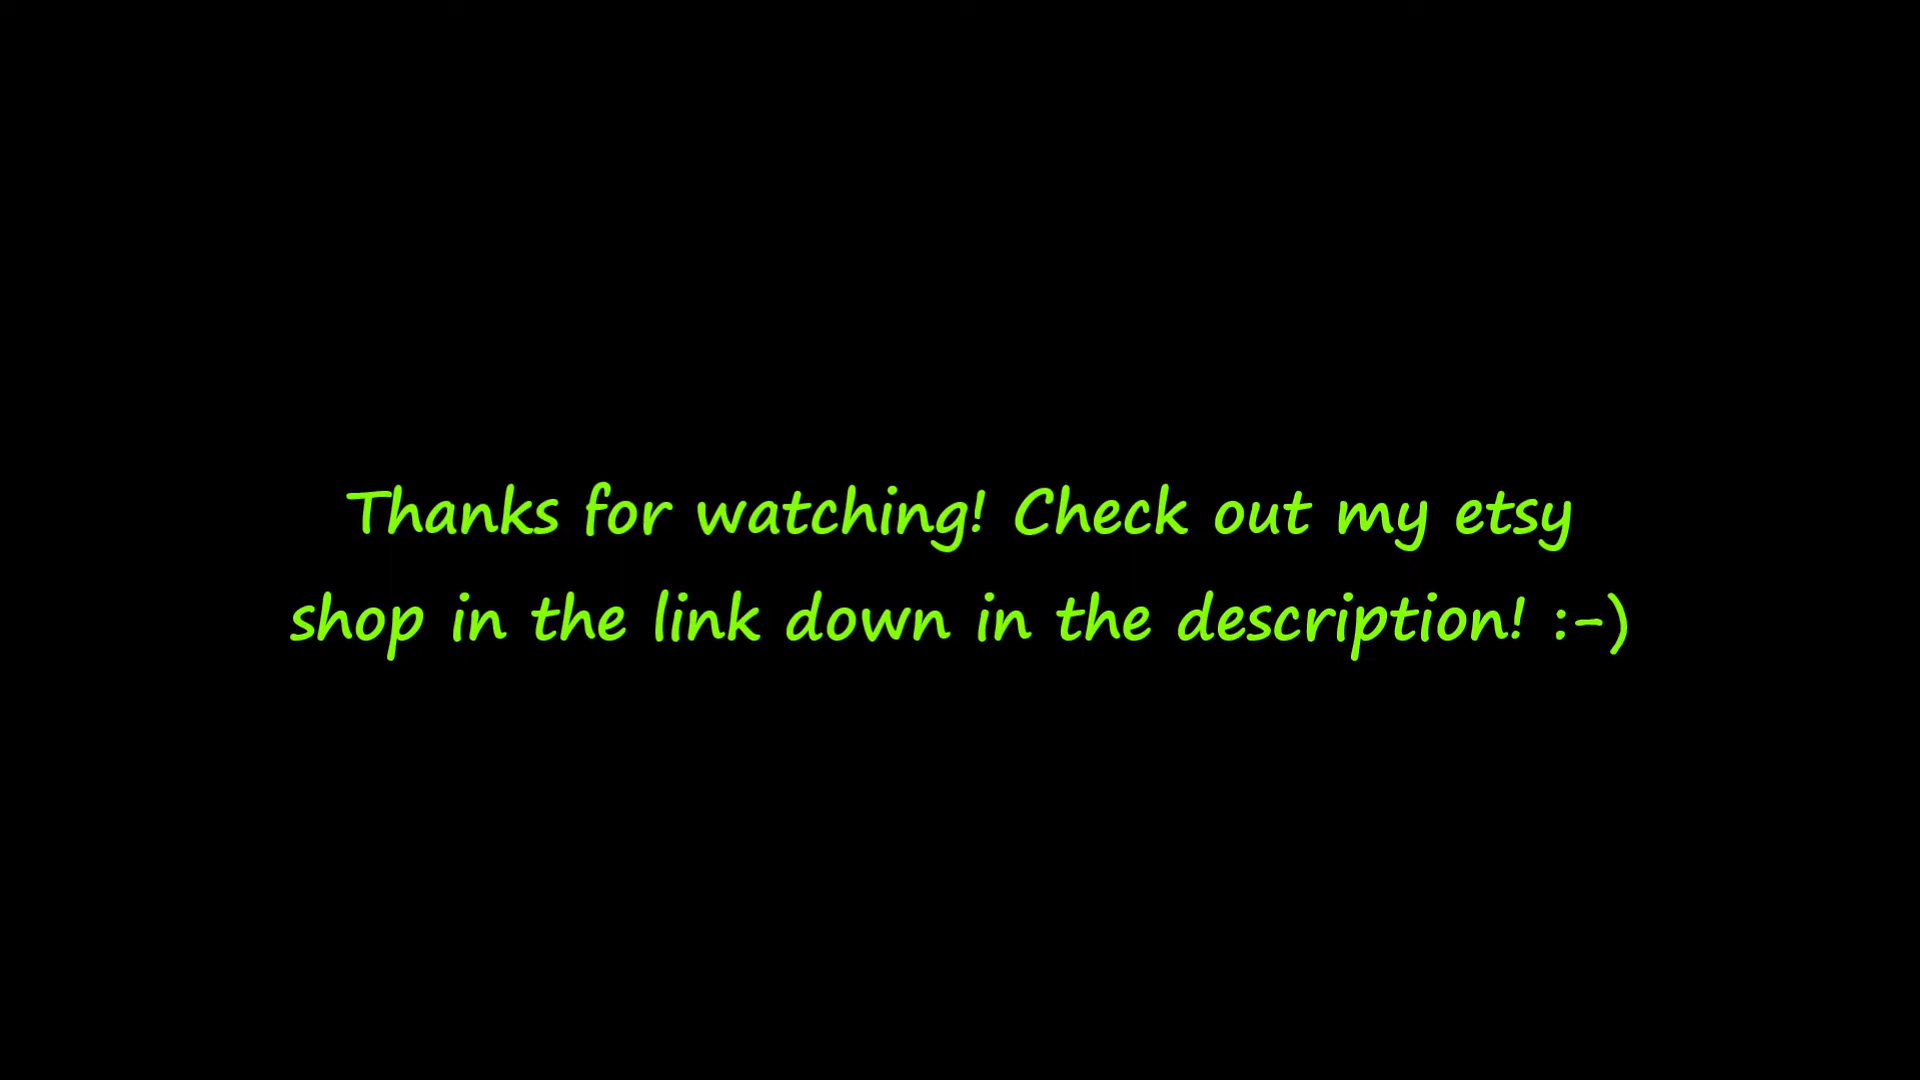 Thanks for watching! Check out my etsy
shop in the link down in the description! :-)